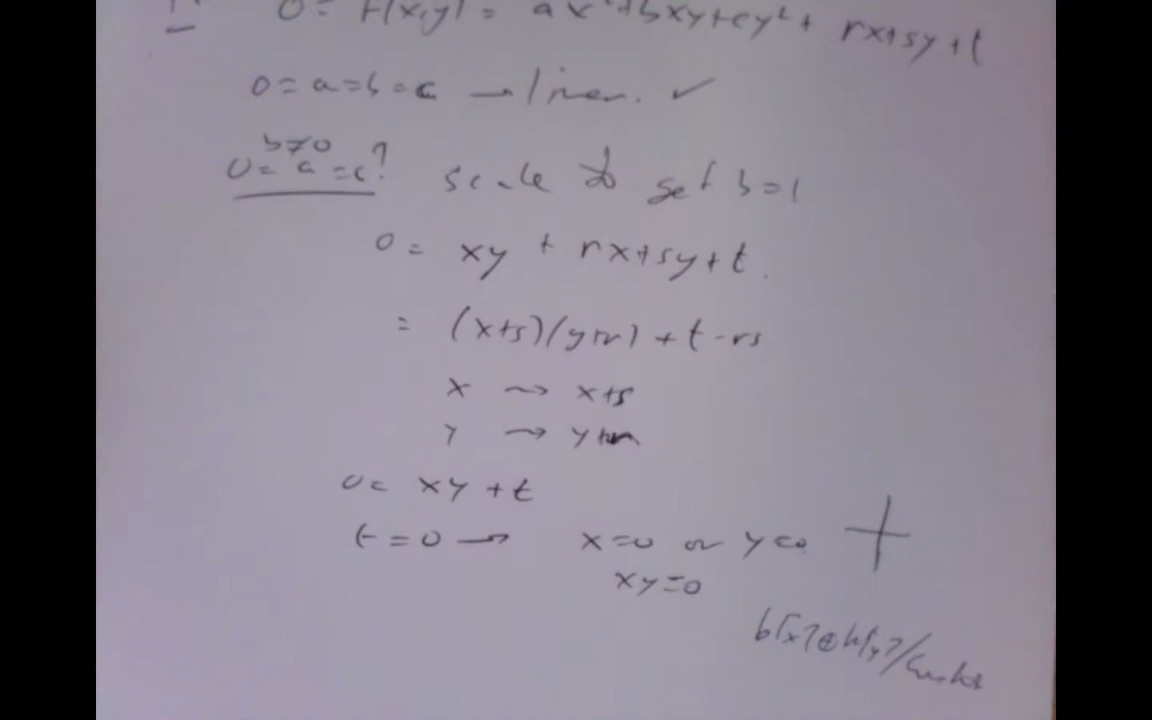 0 = F(x,y) = ax²+bxy+cy²+ rx+sy+t
0=a=b=c → linear. ✓
b≠0
0= a =c? scale to get b=1
0 = xy + rx+sy+t.
= (x+s)(y+r) + t-rs
x ⇝ x+s
y ⇝ y+r
0= xy +t
t=0 → x=0 or y=0
xy=0